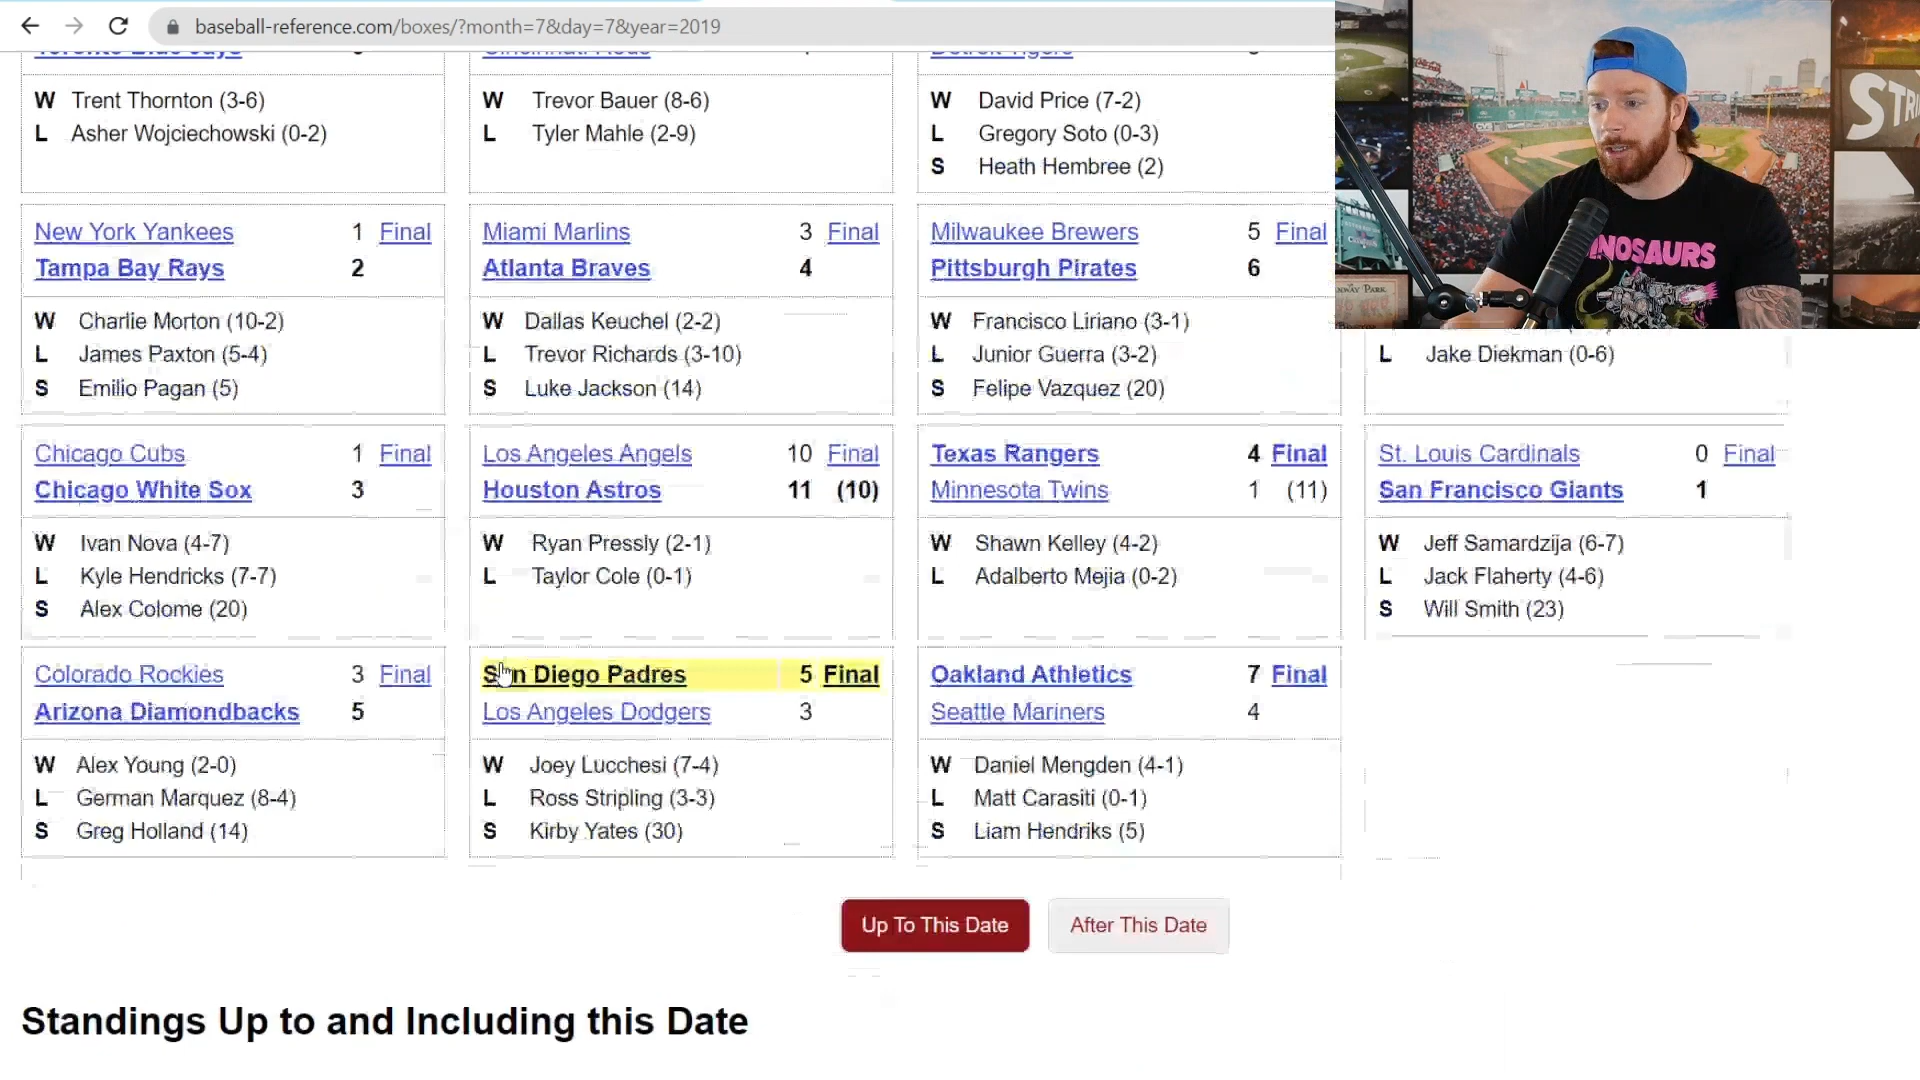 baseball-reference.com/boxes/?month=7&day=7&year=2019
Toronto Blue Jays
Cincinnati Reds
Detroit Tigers
W Trent Thornton (3-6)
L Asher Wojciechowski (0-2)
W Trevor Bauer (8-6)
L Tyler Mahle (2-9)
W David Price (7-2)
L Gregory Soto (0-3)
S Heath Hembree (2)
New York Yankees 1 Final
Tampa Bay Rays 2
W Charlie Morton (10-2)
L James Paxton (5-4)
S Emilio Pagan (5)
Miami Marlins 3 Final
Atlanta Braves 4
W Dallas Keuchel (2-2)
L Trevor Richards (3-10)
S Luke Jackson (14)
Milwaukee Brewers 5 Final
Pittsburgh Pirates 6
W Francisco Liriano (3-1)
L Junior Guerra (3-2)
S Felipe Vazquez (20)
L Jake Diekman (0-6)
Chicago Cubs 1 Final
Chicago White Sox 3
W Ivan Nova (4-7)
L Kyle Hendricks (7-7)
S Alex Colome (20)
Los Angeles Angels 10 Final
Houston Astros 11 (10)
W Ryan Pressly (2-1)
L Taylor Cole (0-1)
Texas Rangers 4 Final
Minnesota Twins 1 (11)
W Shawn Kelley (4-2)
L Adalberto Mejia (0-2)
St. Louis Cardinals 0 Final
San Francisco Giants 1
W Jeff Samardzija (6-7)
L Jack Flaherty (4-6)
S Will Smith (23)
Colorado Rockies 3 Final
Arizona Diamondbacks 5
W Alex Young (2-0)
L German Marquez (8-4)
S Greg Holland (14)
San Diego Padres 5 Final
Los Angeles Dodgers 3
W Joey Lucchesi (7-4)
L Ross Stripling (3-3)
S Kirby Yates (30)
Oakland Athletics 7 Final
Seattle Mariners 4
W Daniel Mengden (4-1)
L Matt Carasiti (0-1)
S Liam Hendriks (5)
Up To This Date
After This Date
Standings Up to and Including this Date
STR
INOSAURS